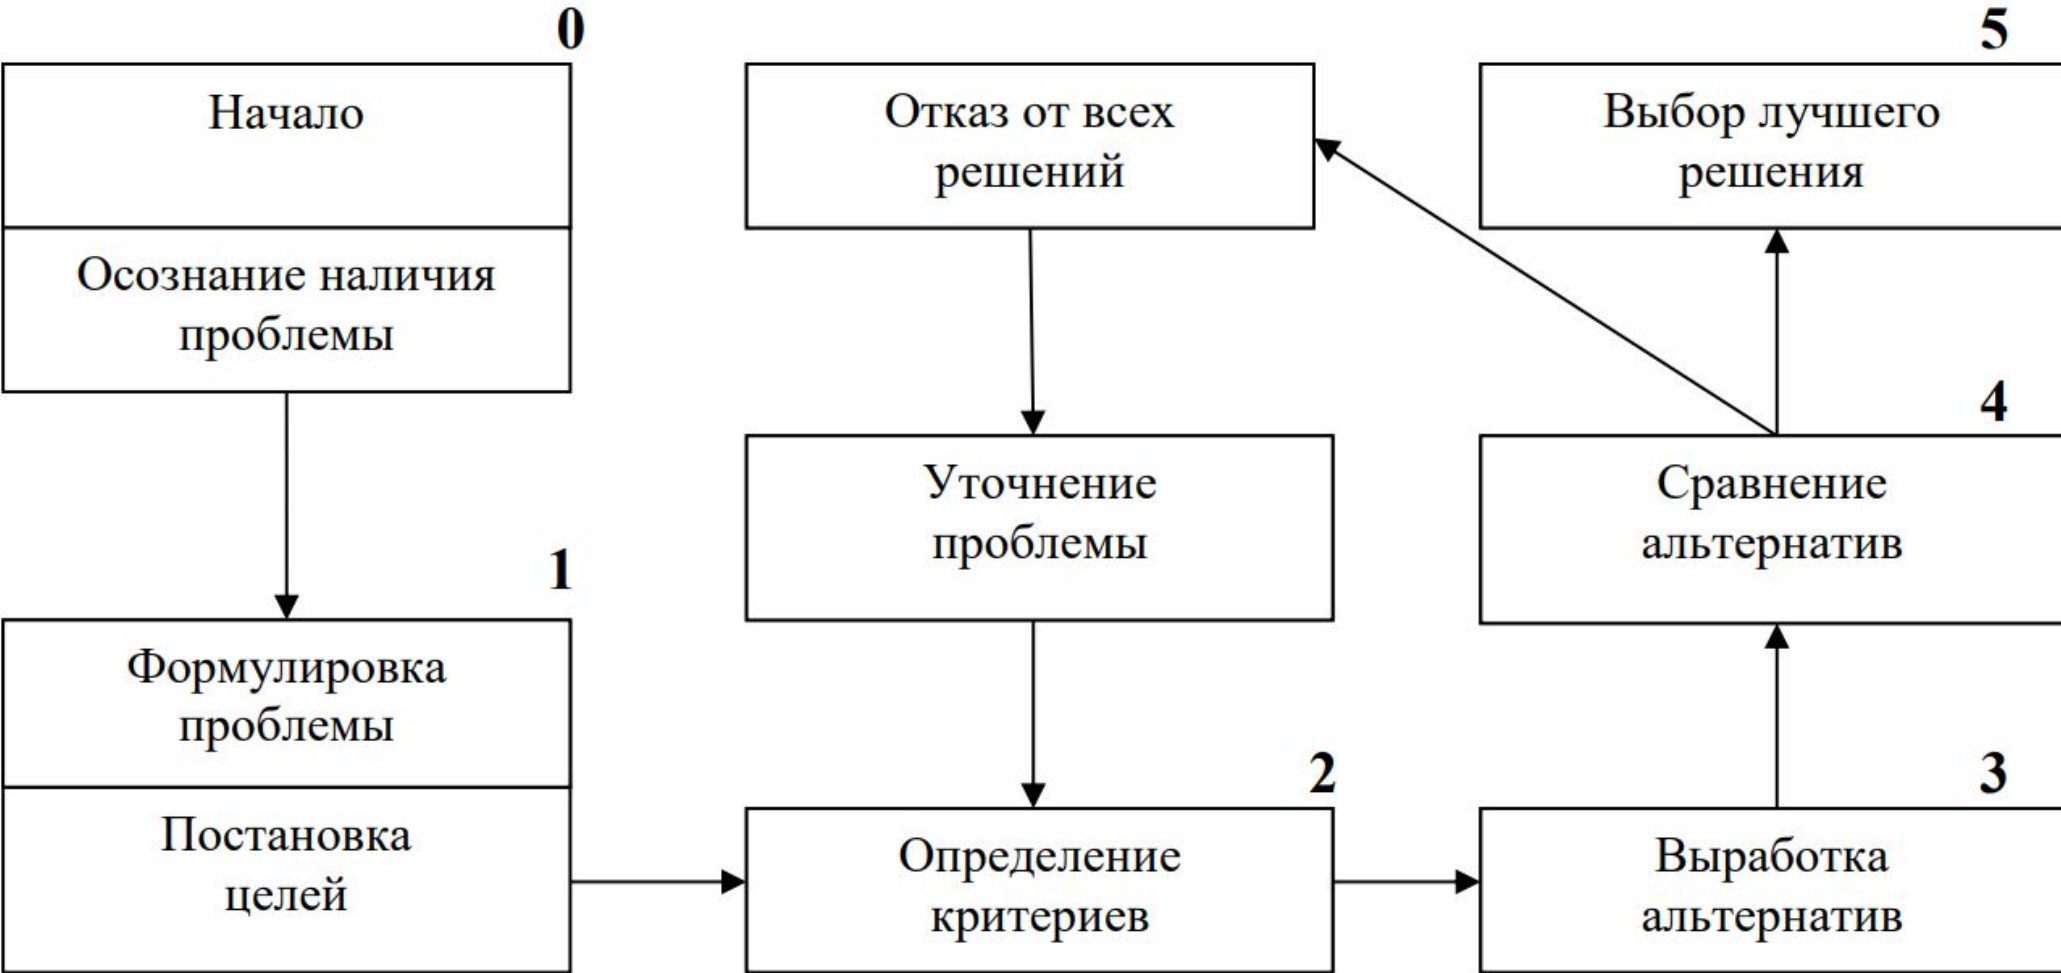 0
Начало
Осознание наличия
проблемы
1
Формулировка
проблемы
Постановка
целей
Отказ от всех
решений
Уточнение
проблемы
2
Определение
критериев
5
Выбор лучшего
решения
4
Сравнение
альтернатив
3
Выработка
альтернатив